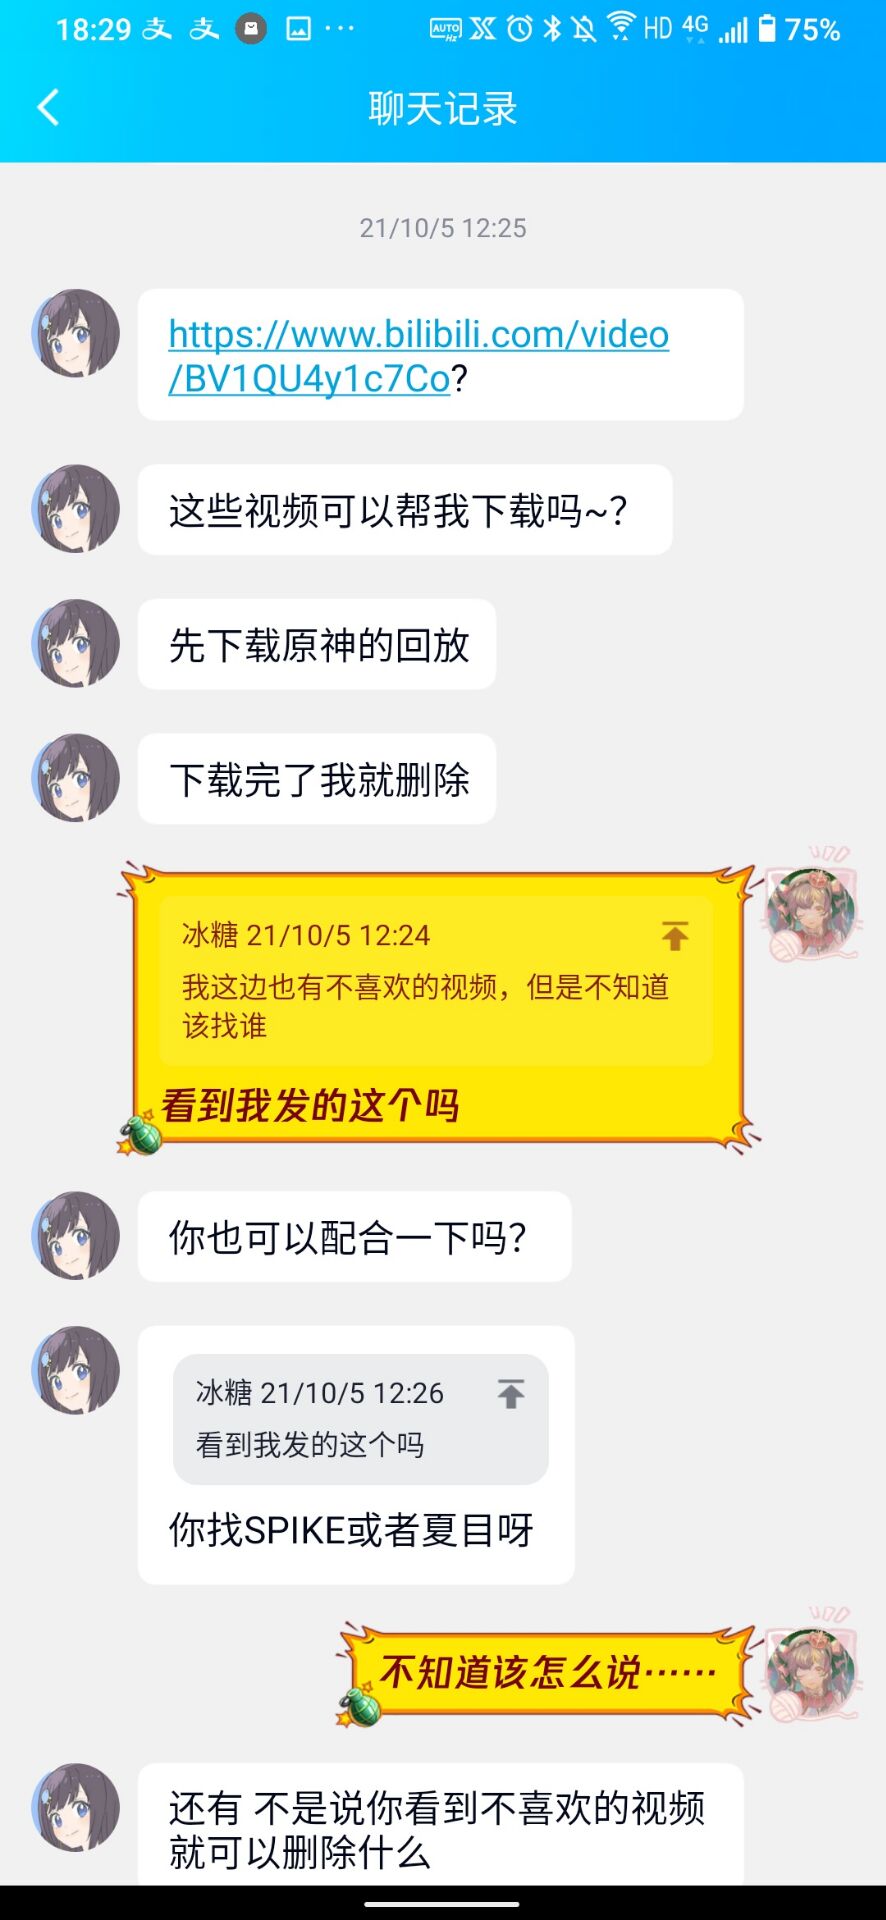 18:29 支 支 ... AUTO Hz HD 4G 75%
聊天记录
21/10/5 12:25
https://www.bilibili.com/video
/BV1QU4y1c7Co?
这些视频可以帮我下载吗~?
先下载原神的回放
下载完了我就删除
冰糖 21/10/5 12:24
我这边也有不喜欢的视频，但是不知道
该找谁
看到我发的这个吗
你也可以配合一下吗?
冰糖 21/10/5 12:26
看到我发的这个吗
你找SPIKE或者夏目呀
不知道该怎么说……
还有 不是说你看到不喜欢的视频
就可以删除什么